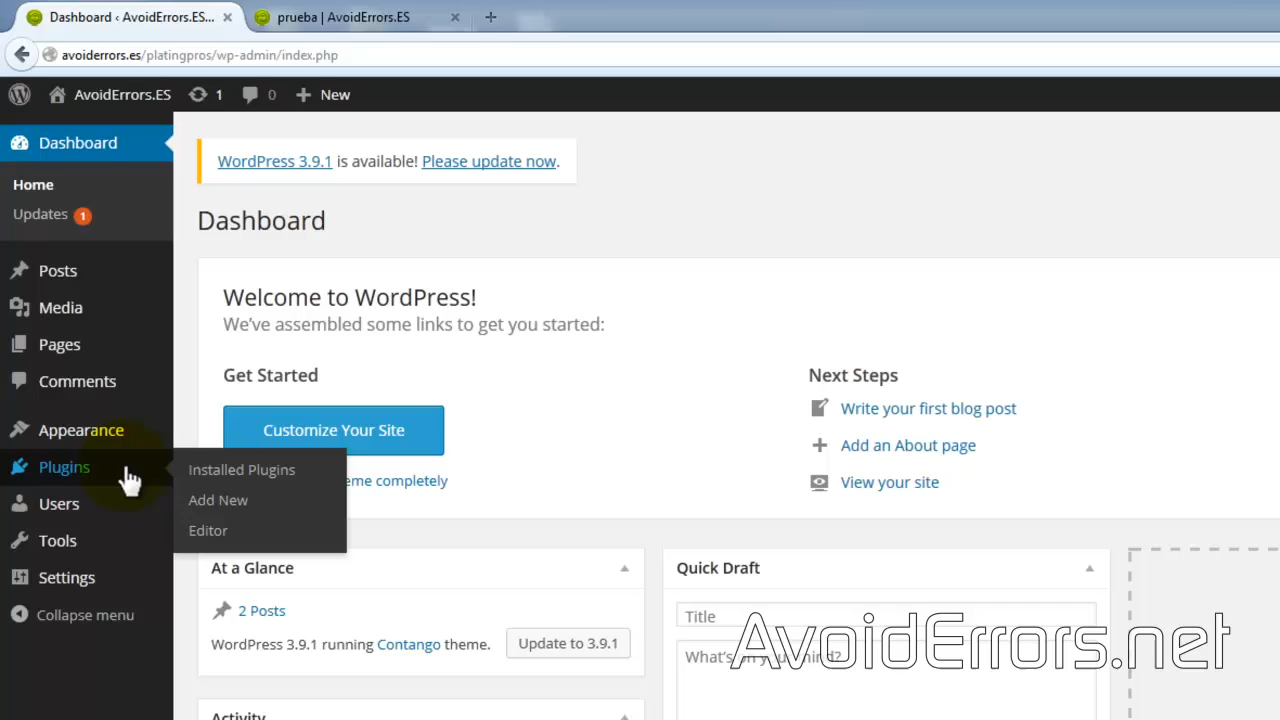 Dashboard ‹ AvoidErrors.ES...
prueba | AvoidErrors.ES
avoiderrors.es/platingpros/wp-admin/index.php
AvoidErrors.ES 1 0 New
Dashboard
Home
Updates 1
Posts
Media
Pages
Comments
Appearance
Plugins
Users
Tools
Settings
Collapse menu
Installed Plugins
Add New
Editor
WordPress 3.9.1 is available! Please update now.
Dashboard
Welcome to WordPress!
We've assembled some links to get you started:
Get Started
Customize Your Site
eme completely
Next Steps
Write your first blog post
Add an About page
View your site
At a Glance
2 Posts
WordPress 3.9.1 running Contango theme.
Update to 3.9.1
Activity
Quick Draft
Title
What's on your mind?
AvoidErrors.net